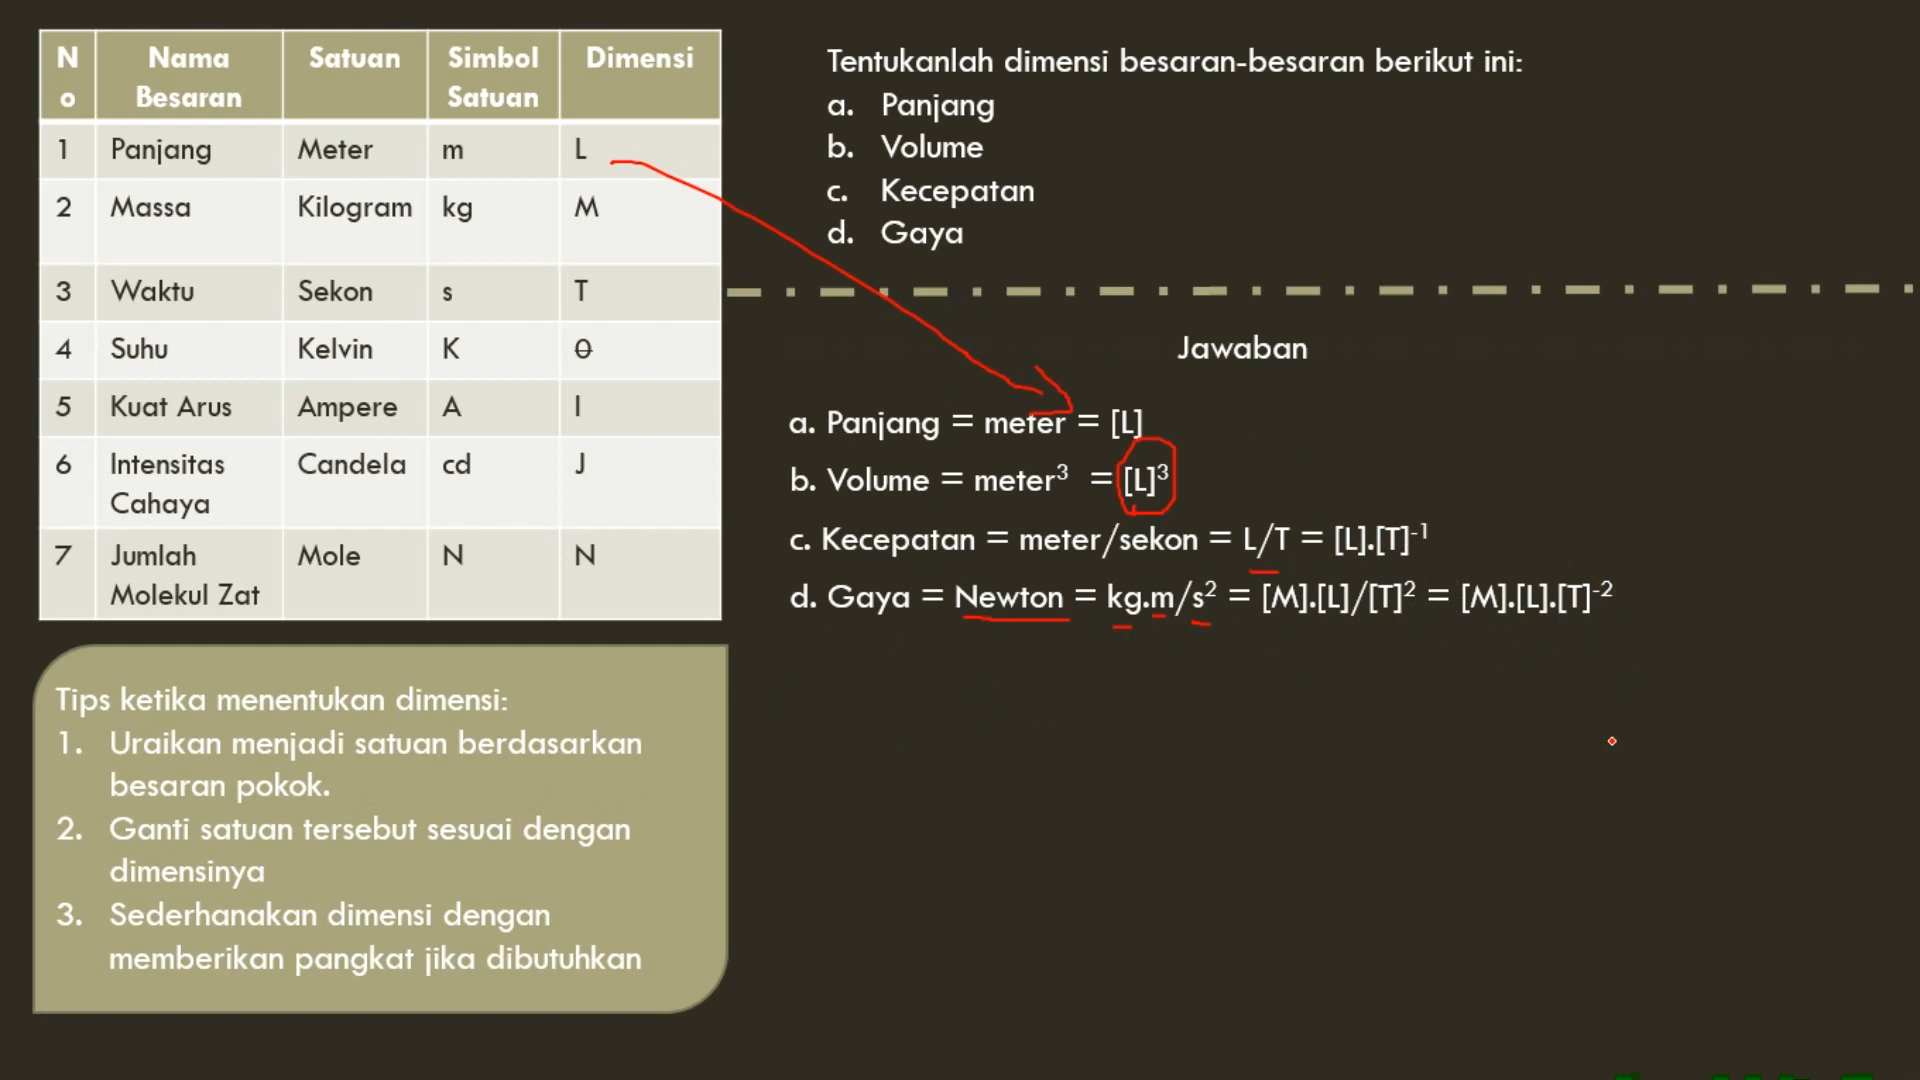 N
o
Nama
Besaran
Satuan
Simbol
Satuan
Dimensi
1 Panjang Meter m L
2 Massa Kilogram kg M
3 Waktu Sekon s T
4 Suhu Kelvin K Θ
5 Kuat Arus Ampere A I
6 Intensitas Candela cd J
Cahaya
7 Jumlah Mole N N
Molekul Zat
Tentukanlah dimensi besaran-besaran berikut ini:
a. Panjang
b. Volume
c. Kecepatan
d. Gaya
Jawaban
a. Panjang = meter = [L]
b. Volume = meter³ = [L]³
c. Kecepatan = meter/sekon = L/T = [L].[T]⁻¹
d. Gaya = Newton = kg.m/s² = [M].[L]/[T]² = [M].[L].[T]⁻²
Tips ketika menentukan dimensi:
1. Uraikan menjadi satuan berdasarkan
besaran pokok.
2. Ganti satuan tersebut sesuai dengan
dimensinya
3. Sederhanakan dimensi dengan
memberikan pangkat jika dibutuhkan